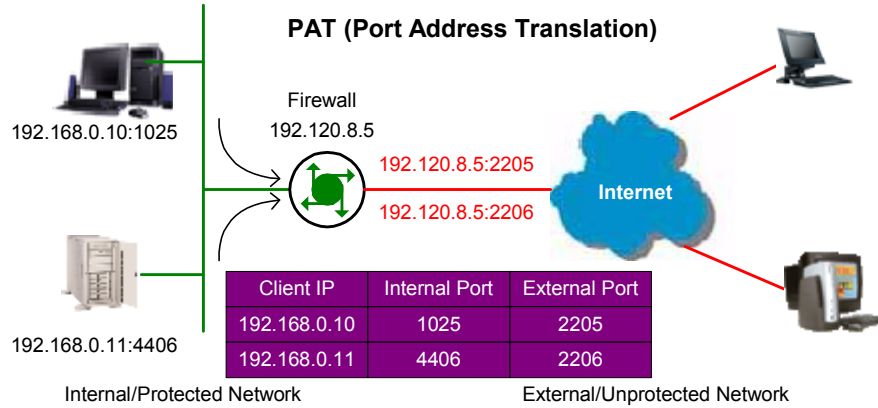 PAT (Port Address Translation)
Firewall
192.120.8.5
192.168.0.10:1025
192.120.8.5:2205
192.120.8.5:2206
Internet
Client IP Internal Port External Port
192.168.0.10 1025 2205
192.168.0.11 4406 2206
192.168.0.11:4406
Internal/Protected Network
External/Unprotected Network